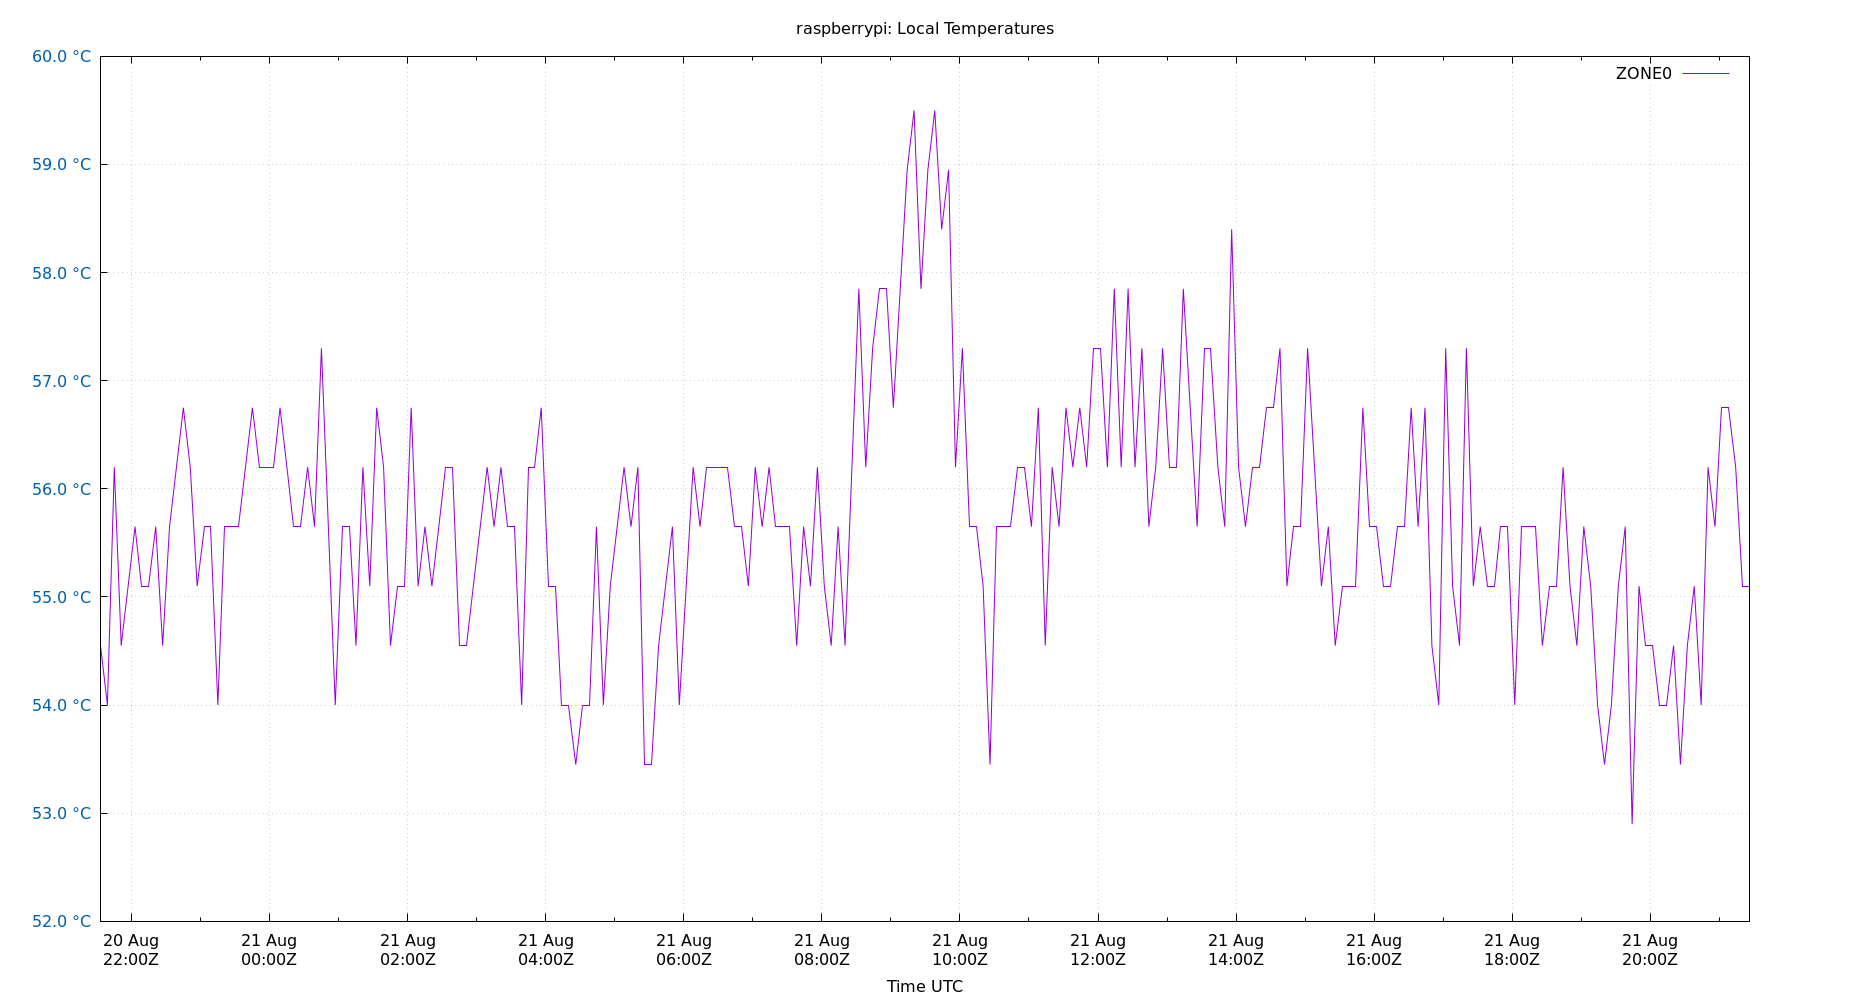 raspberrypi: Local Temperatures
60.0 °C
ZONE0
59.0 °C
58.0 °C
57.0 °C
56.0 °C
55.0 °C
54.0 °C
53.0 °C
52.0 °C
20 Aug 21 Aug 21 Aug 21 Aug 21 Aug 21 Aug 21 Aug 21 Aug 21 Aug 21 Aug 21 Aug 21 Aug
22:00Z 00:00Z 02:00Z 04:00Z 06:00Z 08:00Z 10:00Z 12:00Z 14:00Z 16:00Z 18:00Z 20:00Z
Time UTC